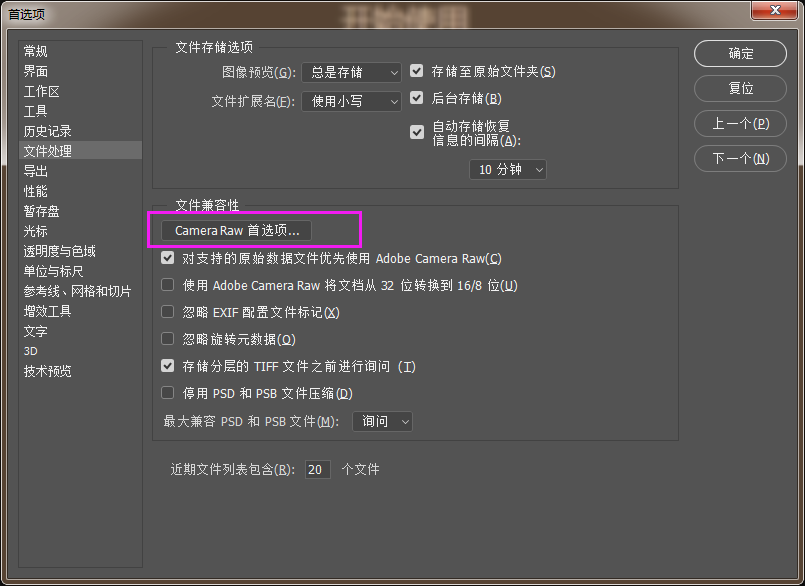 首选项
开始使用
常规
界面
工作区
工具
历史记录
文件处理
导出
性能
暂存盘
光标
透明度与色域
单位与标尺
参考线、网格和切片
增效工具
文字
3D
技术预览
文件存储选项
图像预览(G): 总是存储
文件扩展名(F): 使用小写
存储至原始文件夹(S)
后台存储(B)
自动存储恢复
信息的间隔(A):
10 分钟
文件兼容性
Camera Raw 首选项...
对支持的原始数据文件优先使用 Adobe Camera Raw(C)
使用 Adobe Camera Raw 将文档从 32 位转换到 16/8 位(U)
忽略 EXIF 配置文件标记(X)
忽略旋转元数据(O)
存储分层的 TIFF 文件之前进行询问 (T)
停用 PSD 和 PSB 文件压缩(D)
最大兼容 PSD 和 PSB 文件(M): 询问
近期文件列表包含(R): 20 个文件
确定
复位
上一个(P)
下一个(N)